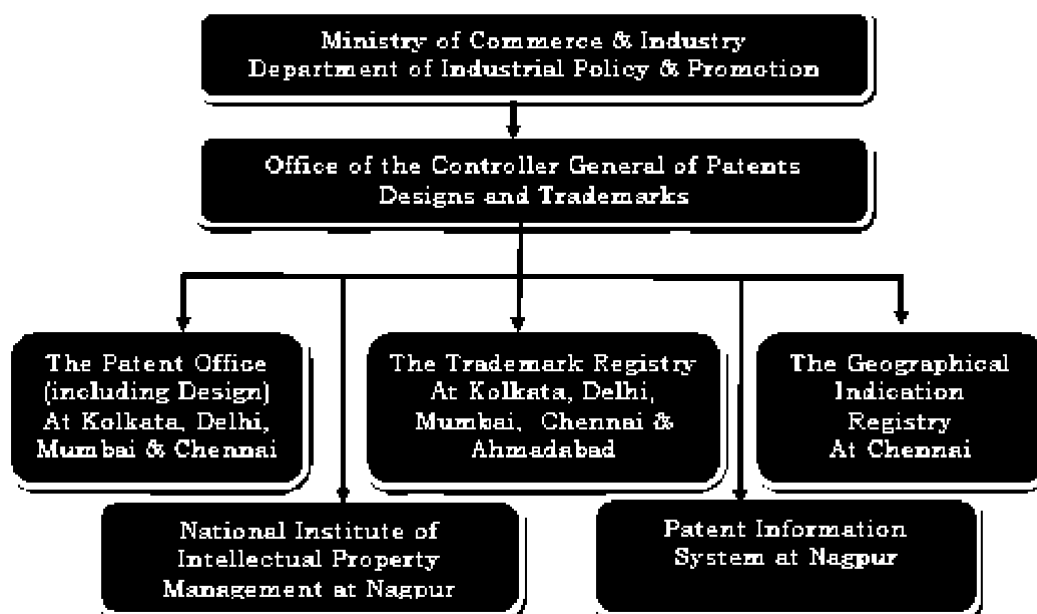 Ministry of Commerce & Industry
Department of Industrial Policy & Promotion
Office of the Controller General of Patents
Designs and Trademarks
The Patent Office
(including Design)
At Kolkata, Delhi,
Mumbai & Chennai
The Trademark Registry
At Kolkata, Delhi,
Mumbai, Chennai &
Ahmadabad
The Geographical
Indication
Registry
At Chennai
National Institute of
Intellectual Property
Management at Nagpur
Patent Information
System at Nagpur